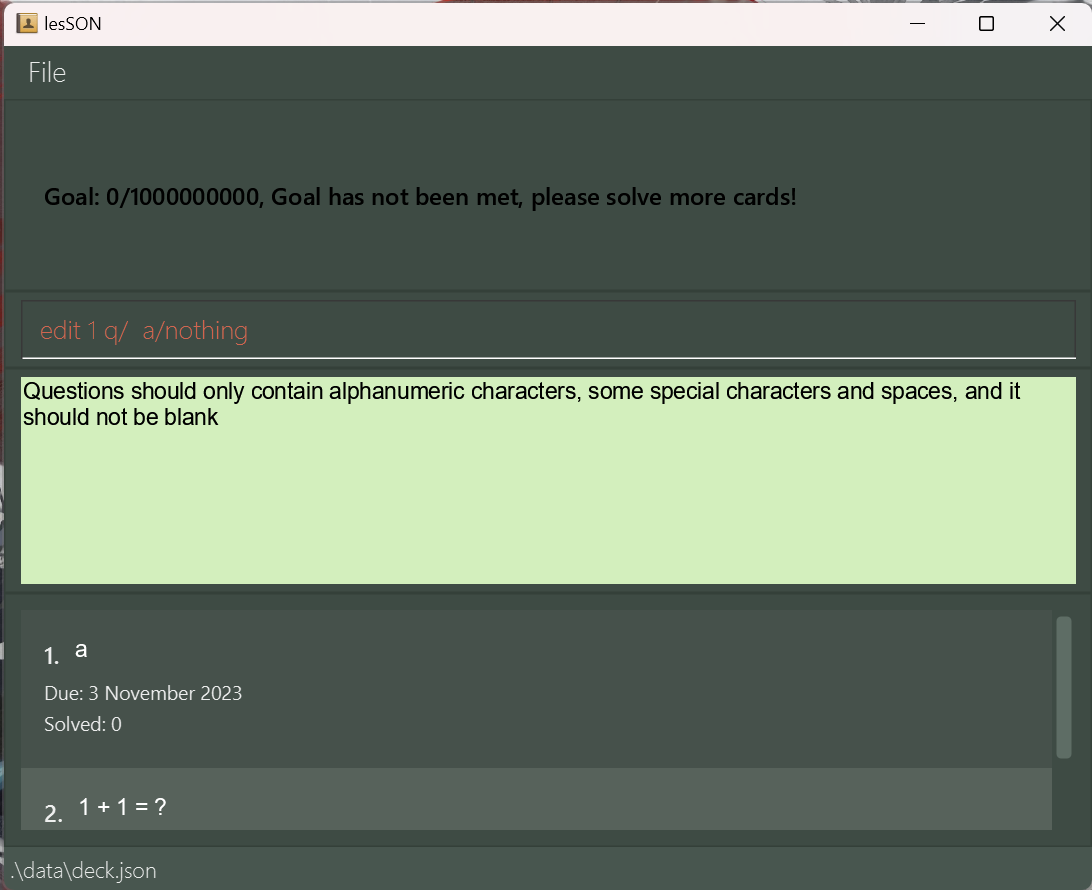 lesSON
File
Goal: 0/1000000000, Goal has not been met, please solve more cards!
edit 1 q/  a/nothing
Questions should only contain alphanumeric characters, some special characters and spaces, and it
should not be blank
1. a
Due: 3 November 2023
Solved: 0
2. 1 + 1 = ?
.\data\deck.json